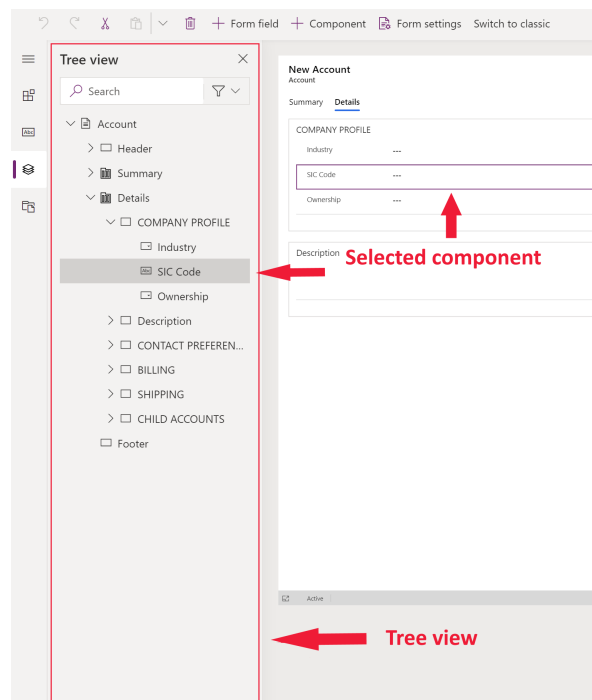 Form field
Component
Form settings
Switch to classic
Tree view
Search
Account
Header
Summary
Details
COMPANY PROFILE
Industry
Abc
SIC Code
Ownership
Description
CONTACT PREFEREN...
BILLING
SHIPPING
CHILD ACCOUNTS
Footer
Abc
New Account
Account
Summary Details
COMPANY PROFILE
Industry ---
SIC Code ---
Ownership ---
Description
Selected component
Active
Tree view